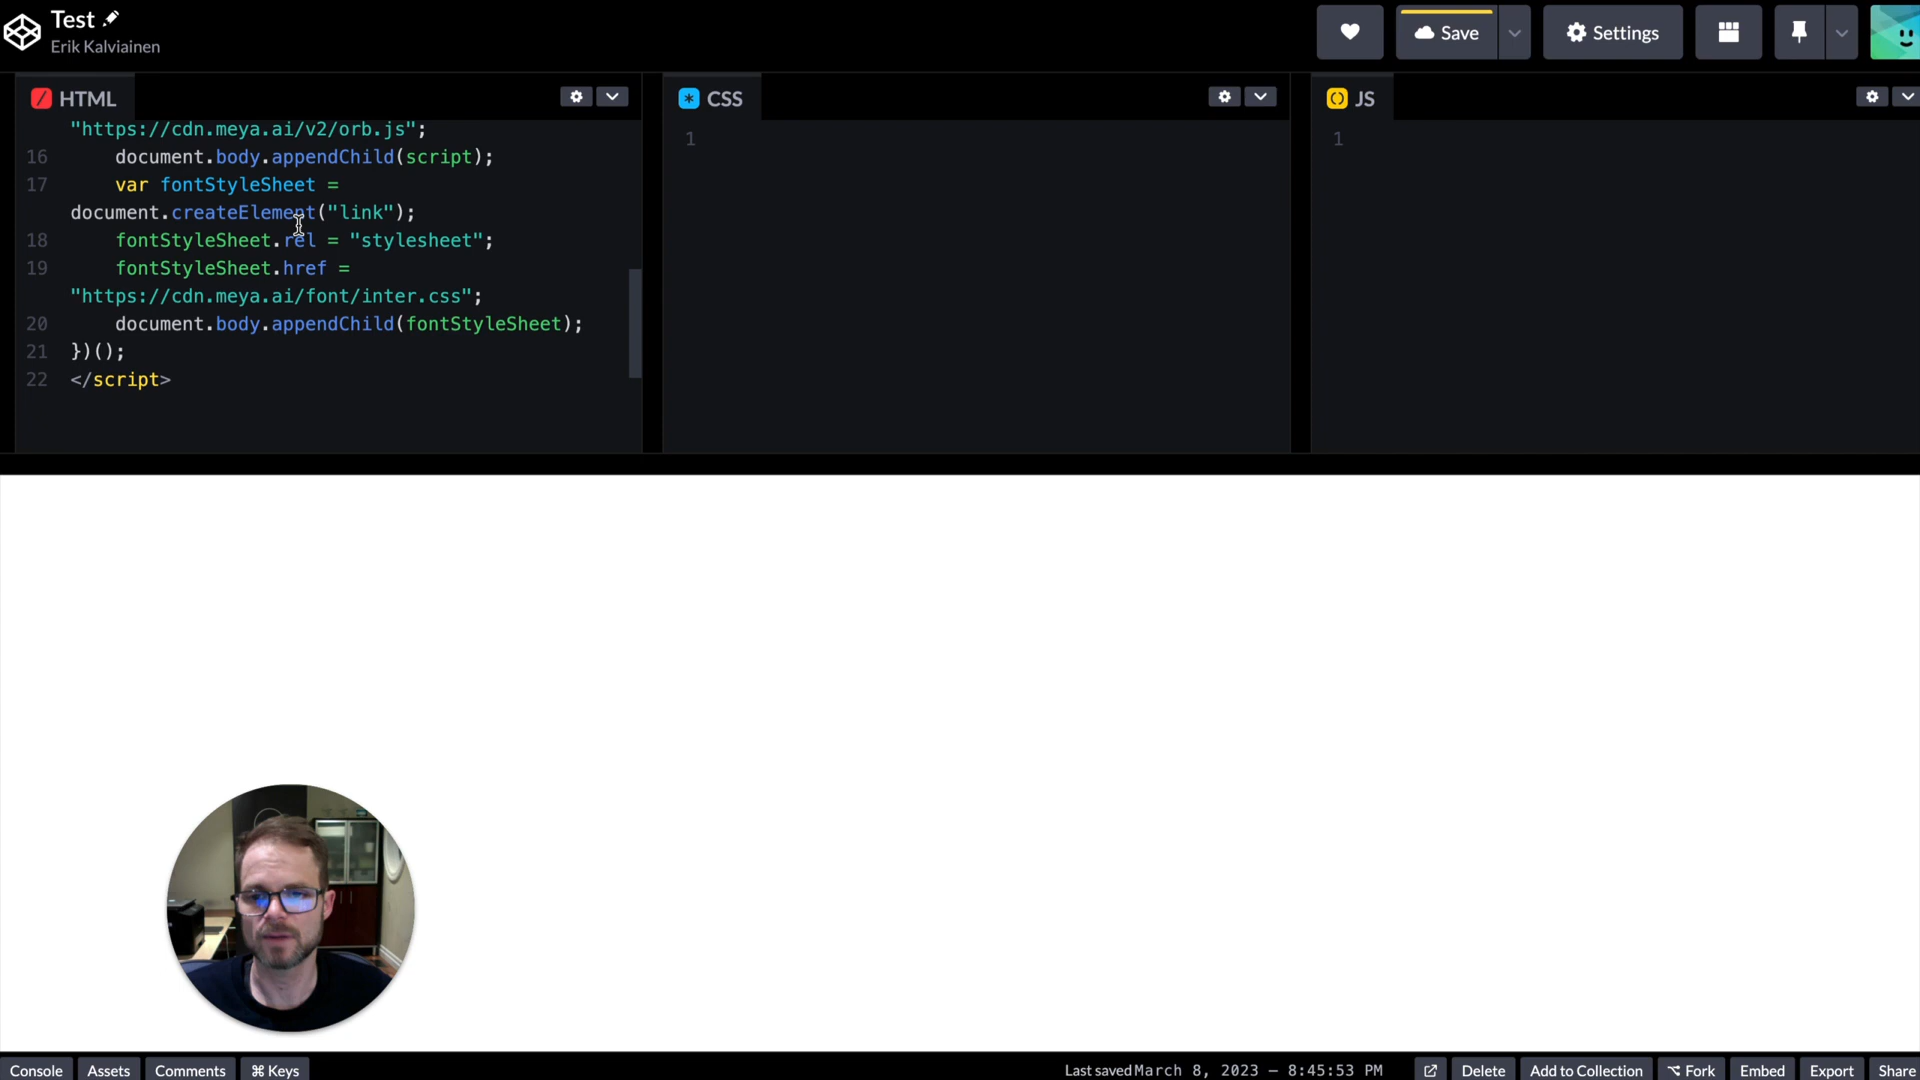 Test
Erik Kalviainen
Save
Settings
HTML
CSS
JS
"https://cdn.meya.ai/v2/orb.js";
16 document.body.appendChild(script);
17 var fontStyleSheet =
document.createElement("link");
18 fontStyleSheet.rel = "stylesheet";
19 fontStyleSheet.href =
"https://cdn.meya.ai/font/inter.css";
20 document.body.appendChild(fontStyleSheet);
21 })();
22 </script>
1
1
Console
Assets
Comments
⌘ Keys
Last saved March 8, 2023 — 8:45:53 PM
Delete
Add to Collection
Fork
Embed
Export
Share